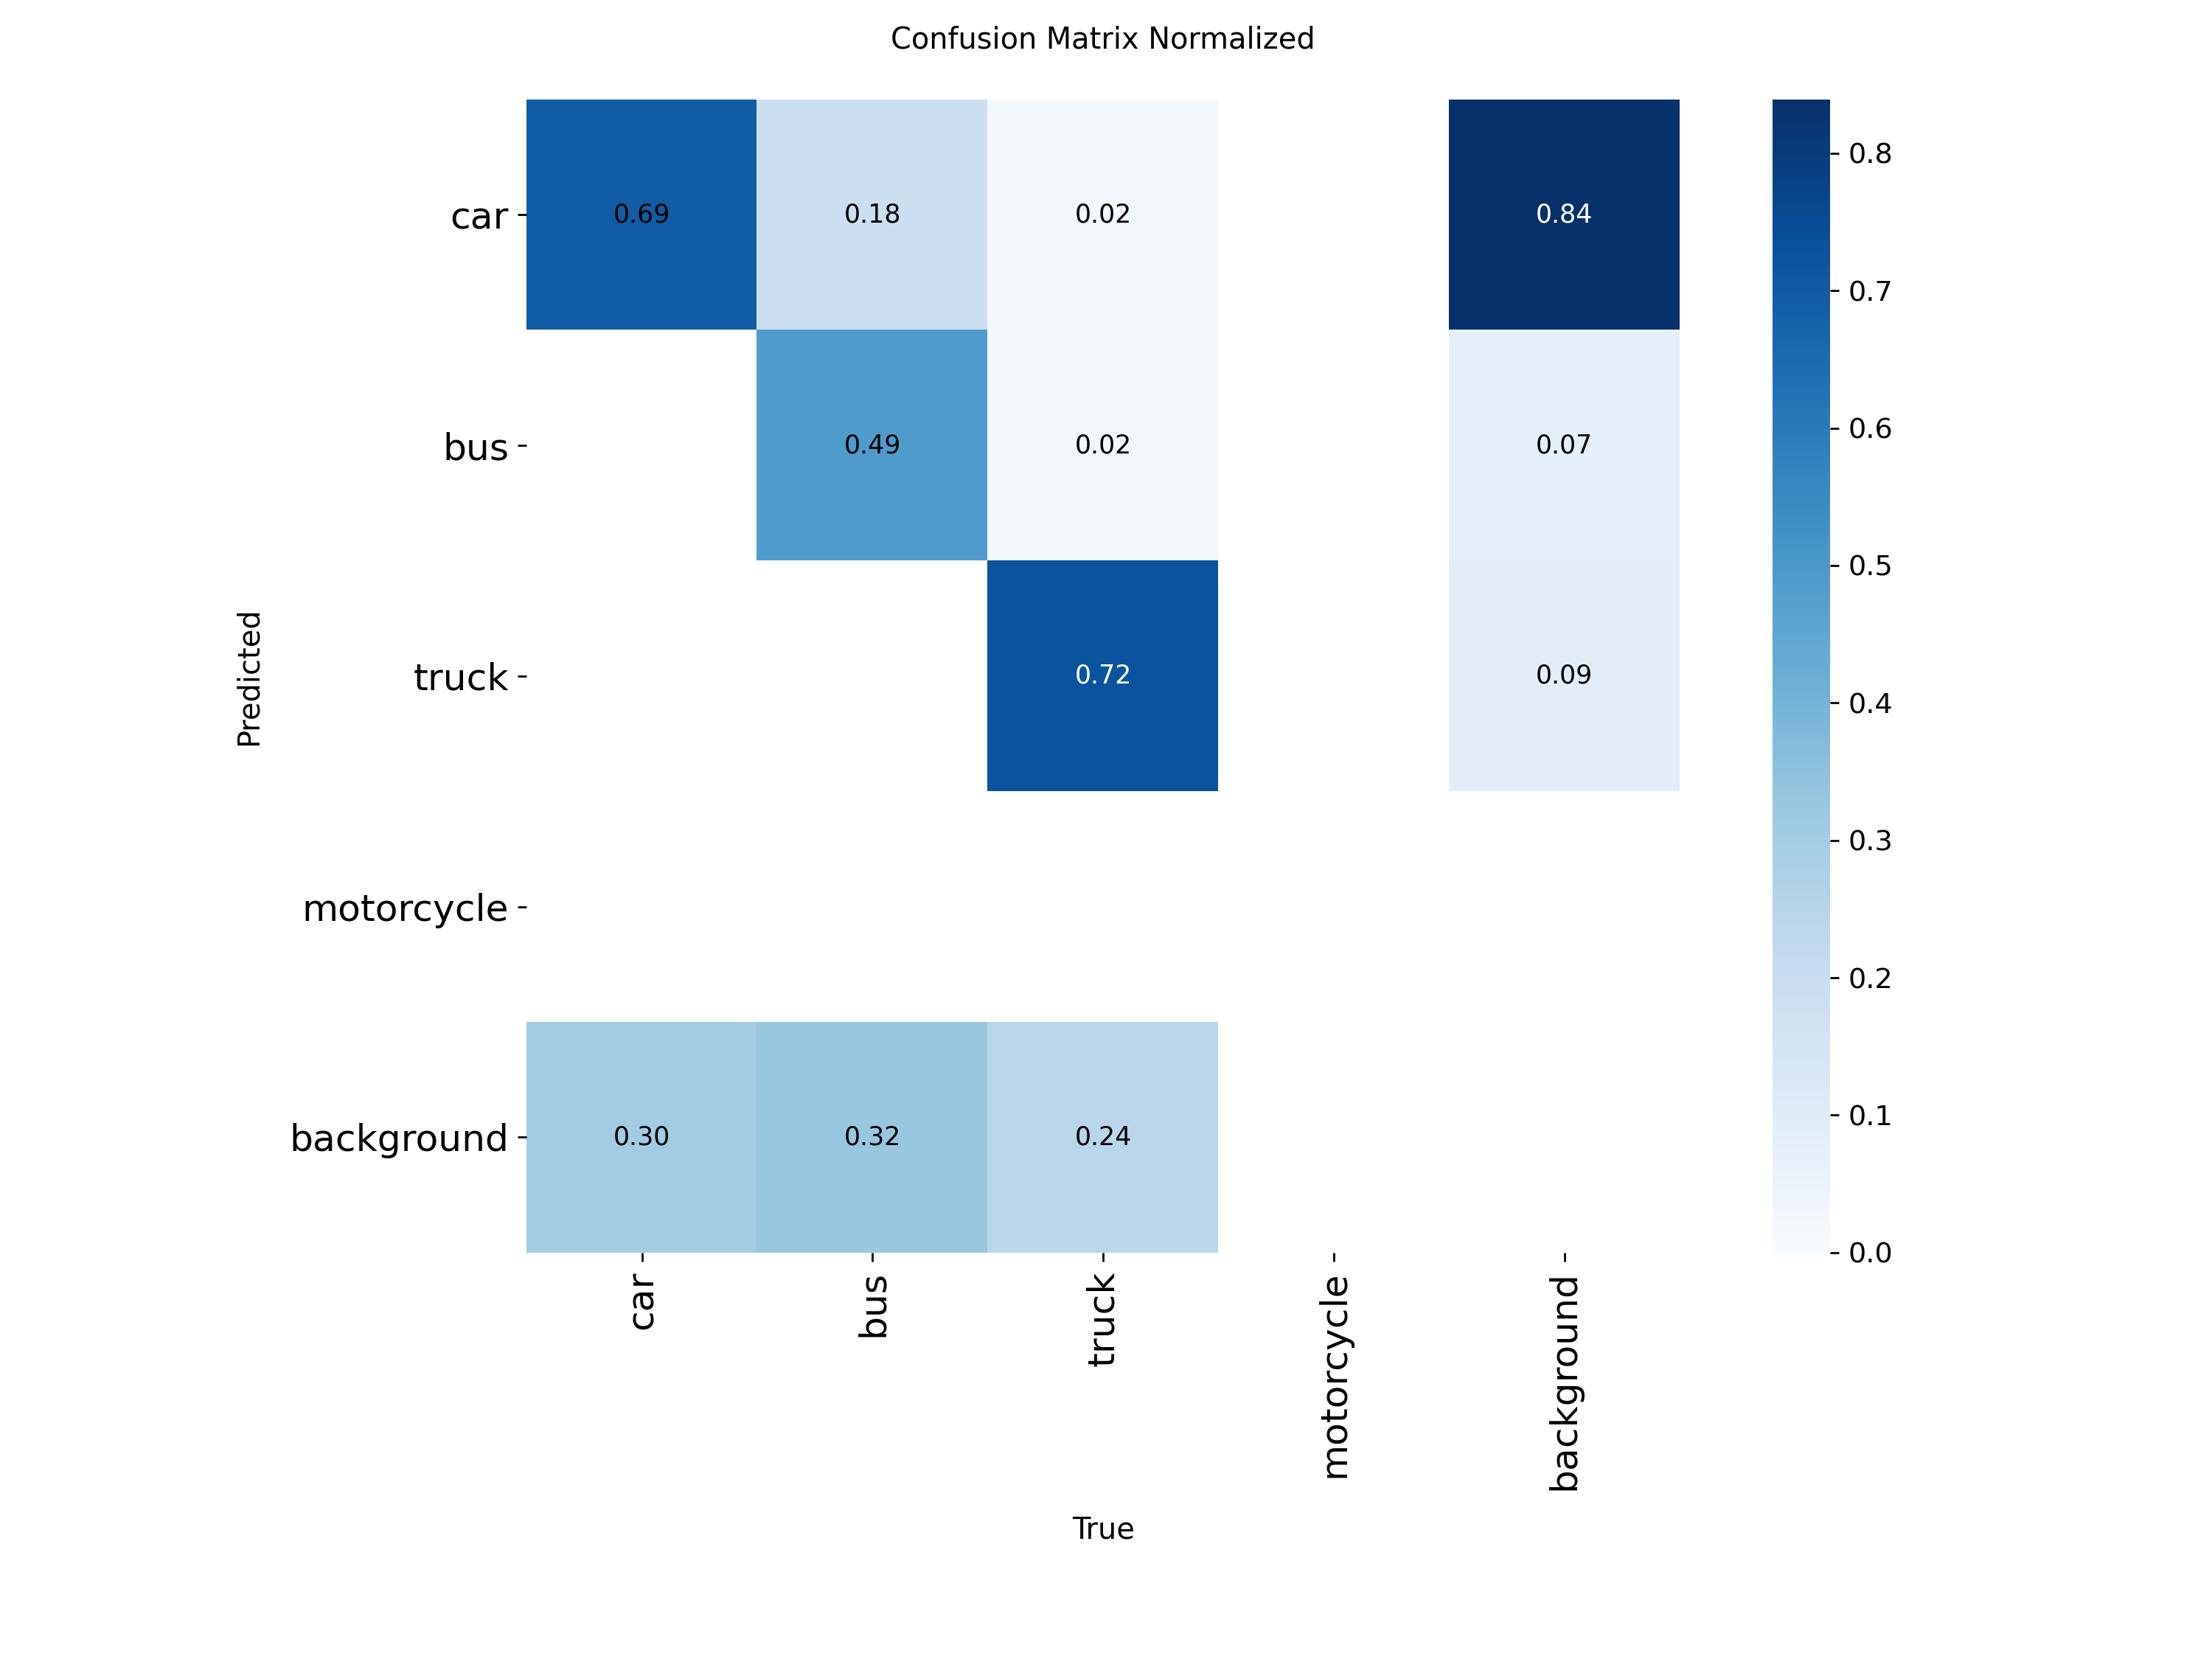 Confusion Matrix Normalized
car
0.69 0.18 0.02 0.84
bus
0.49 0.02 0.07
truck
0.72 0.09
motorcycle
background
0.30 0.32 0.24
Predicted
car
bus
truck
motorcycle
background
True
0.8
0.7
0.6
0.5
0.4
0.3
0.2
0.1
0.0